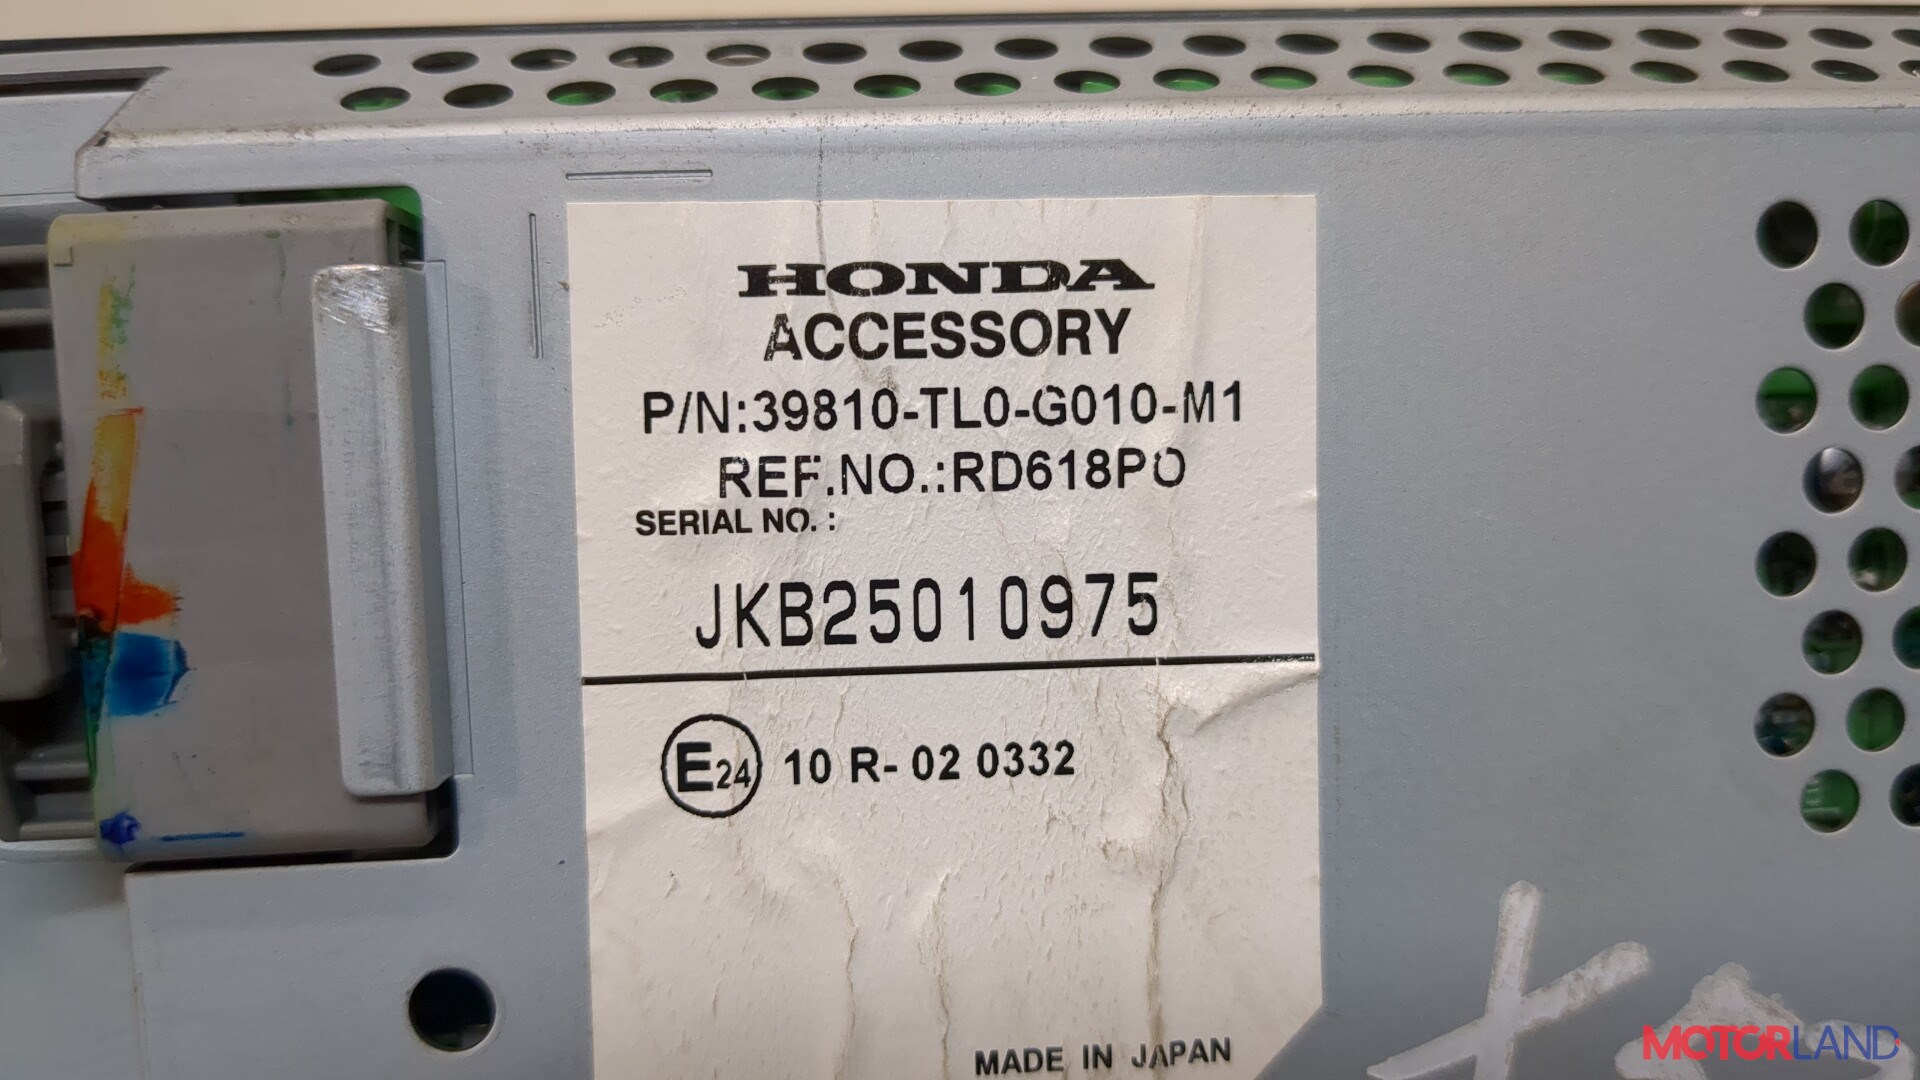 HONDA
ACCESSORY
P/N:39810-TL0-G010-M1
REF.NO.:RD618PO
SERIAL NO. :
JKB25010975
E24 10 R- 02 0332
MADE IN JAPAN
MOTORLAND